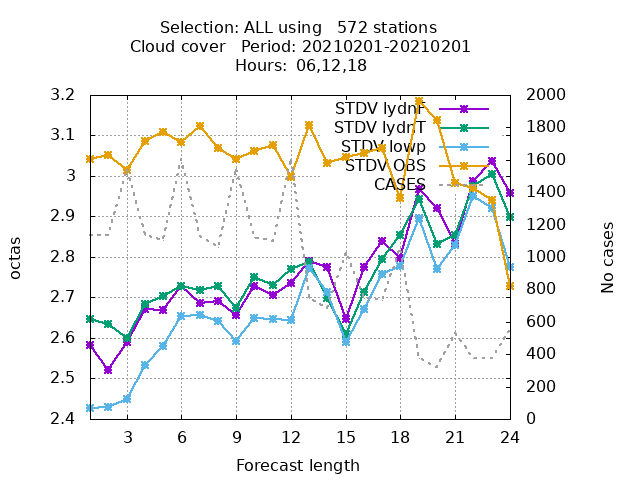 Selection: ALL using   572 stations
Cloud cover   Period: 20210201-20210201
Hours:  06,12,18
3.2
3.1
3
2.9
2.8
2.7
2.6
2.5
2.4
octas
2000
1800
1600
1400
1200
1000
800
600
400
200
0
No cases
STDV lydnF
STDV lydnT
STDV lowp
STDV OBS
CASES
3 6 9 12 15 18 21 24
Forecast length